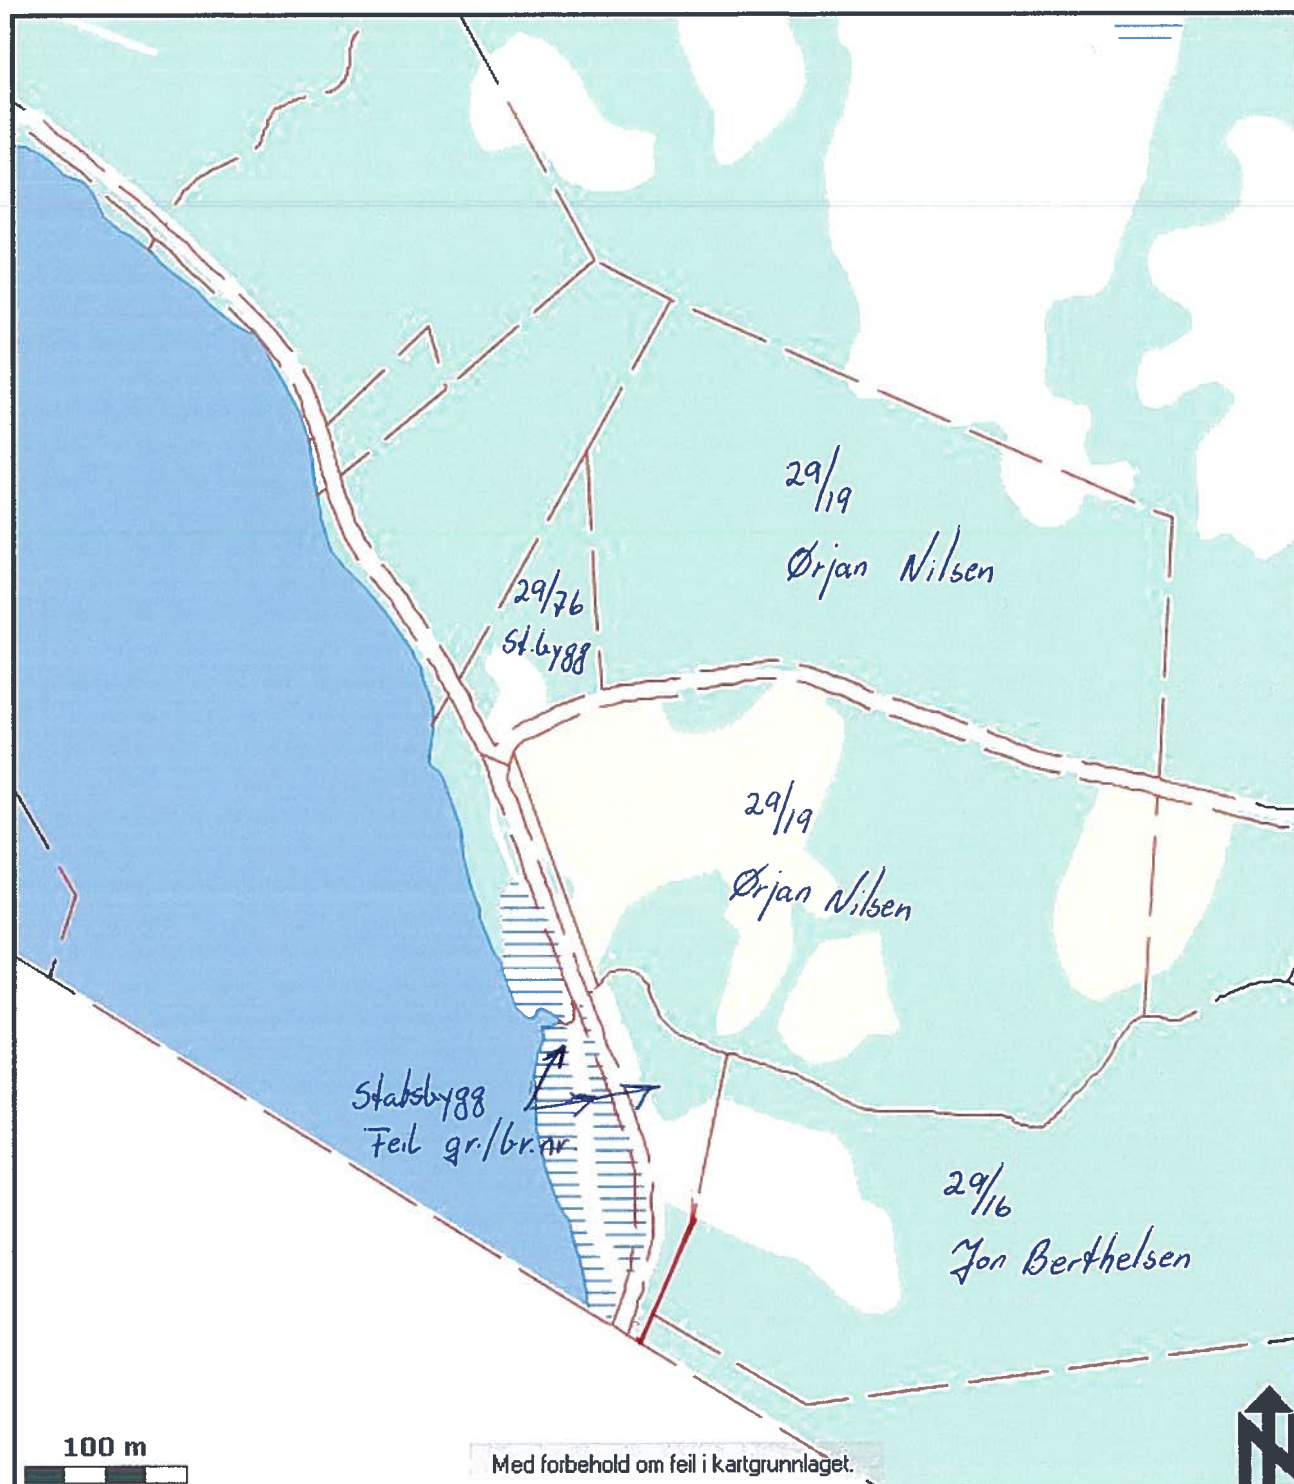 29/19
Ørjan Nilsen
29/76
St.bygg
29/19
Ørjan Nilsen
Statsbygg
Feil gr./br.nr
29/16
Jon Berthelsen
100 m
Med forbehold om feil i kartgrunnlaget.
N